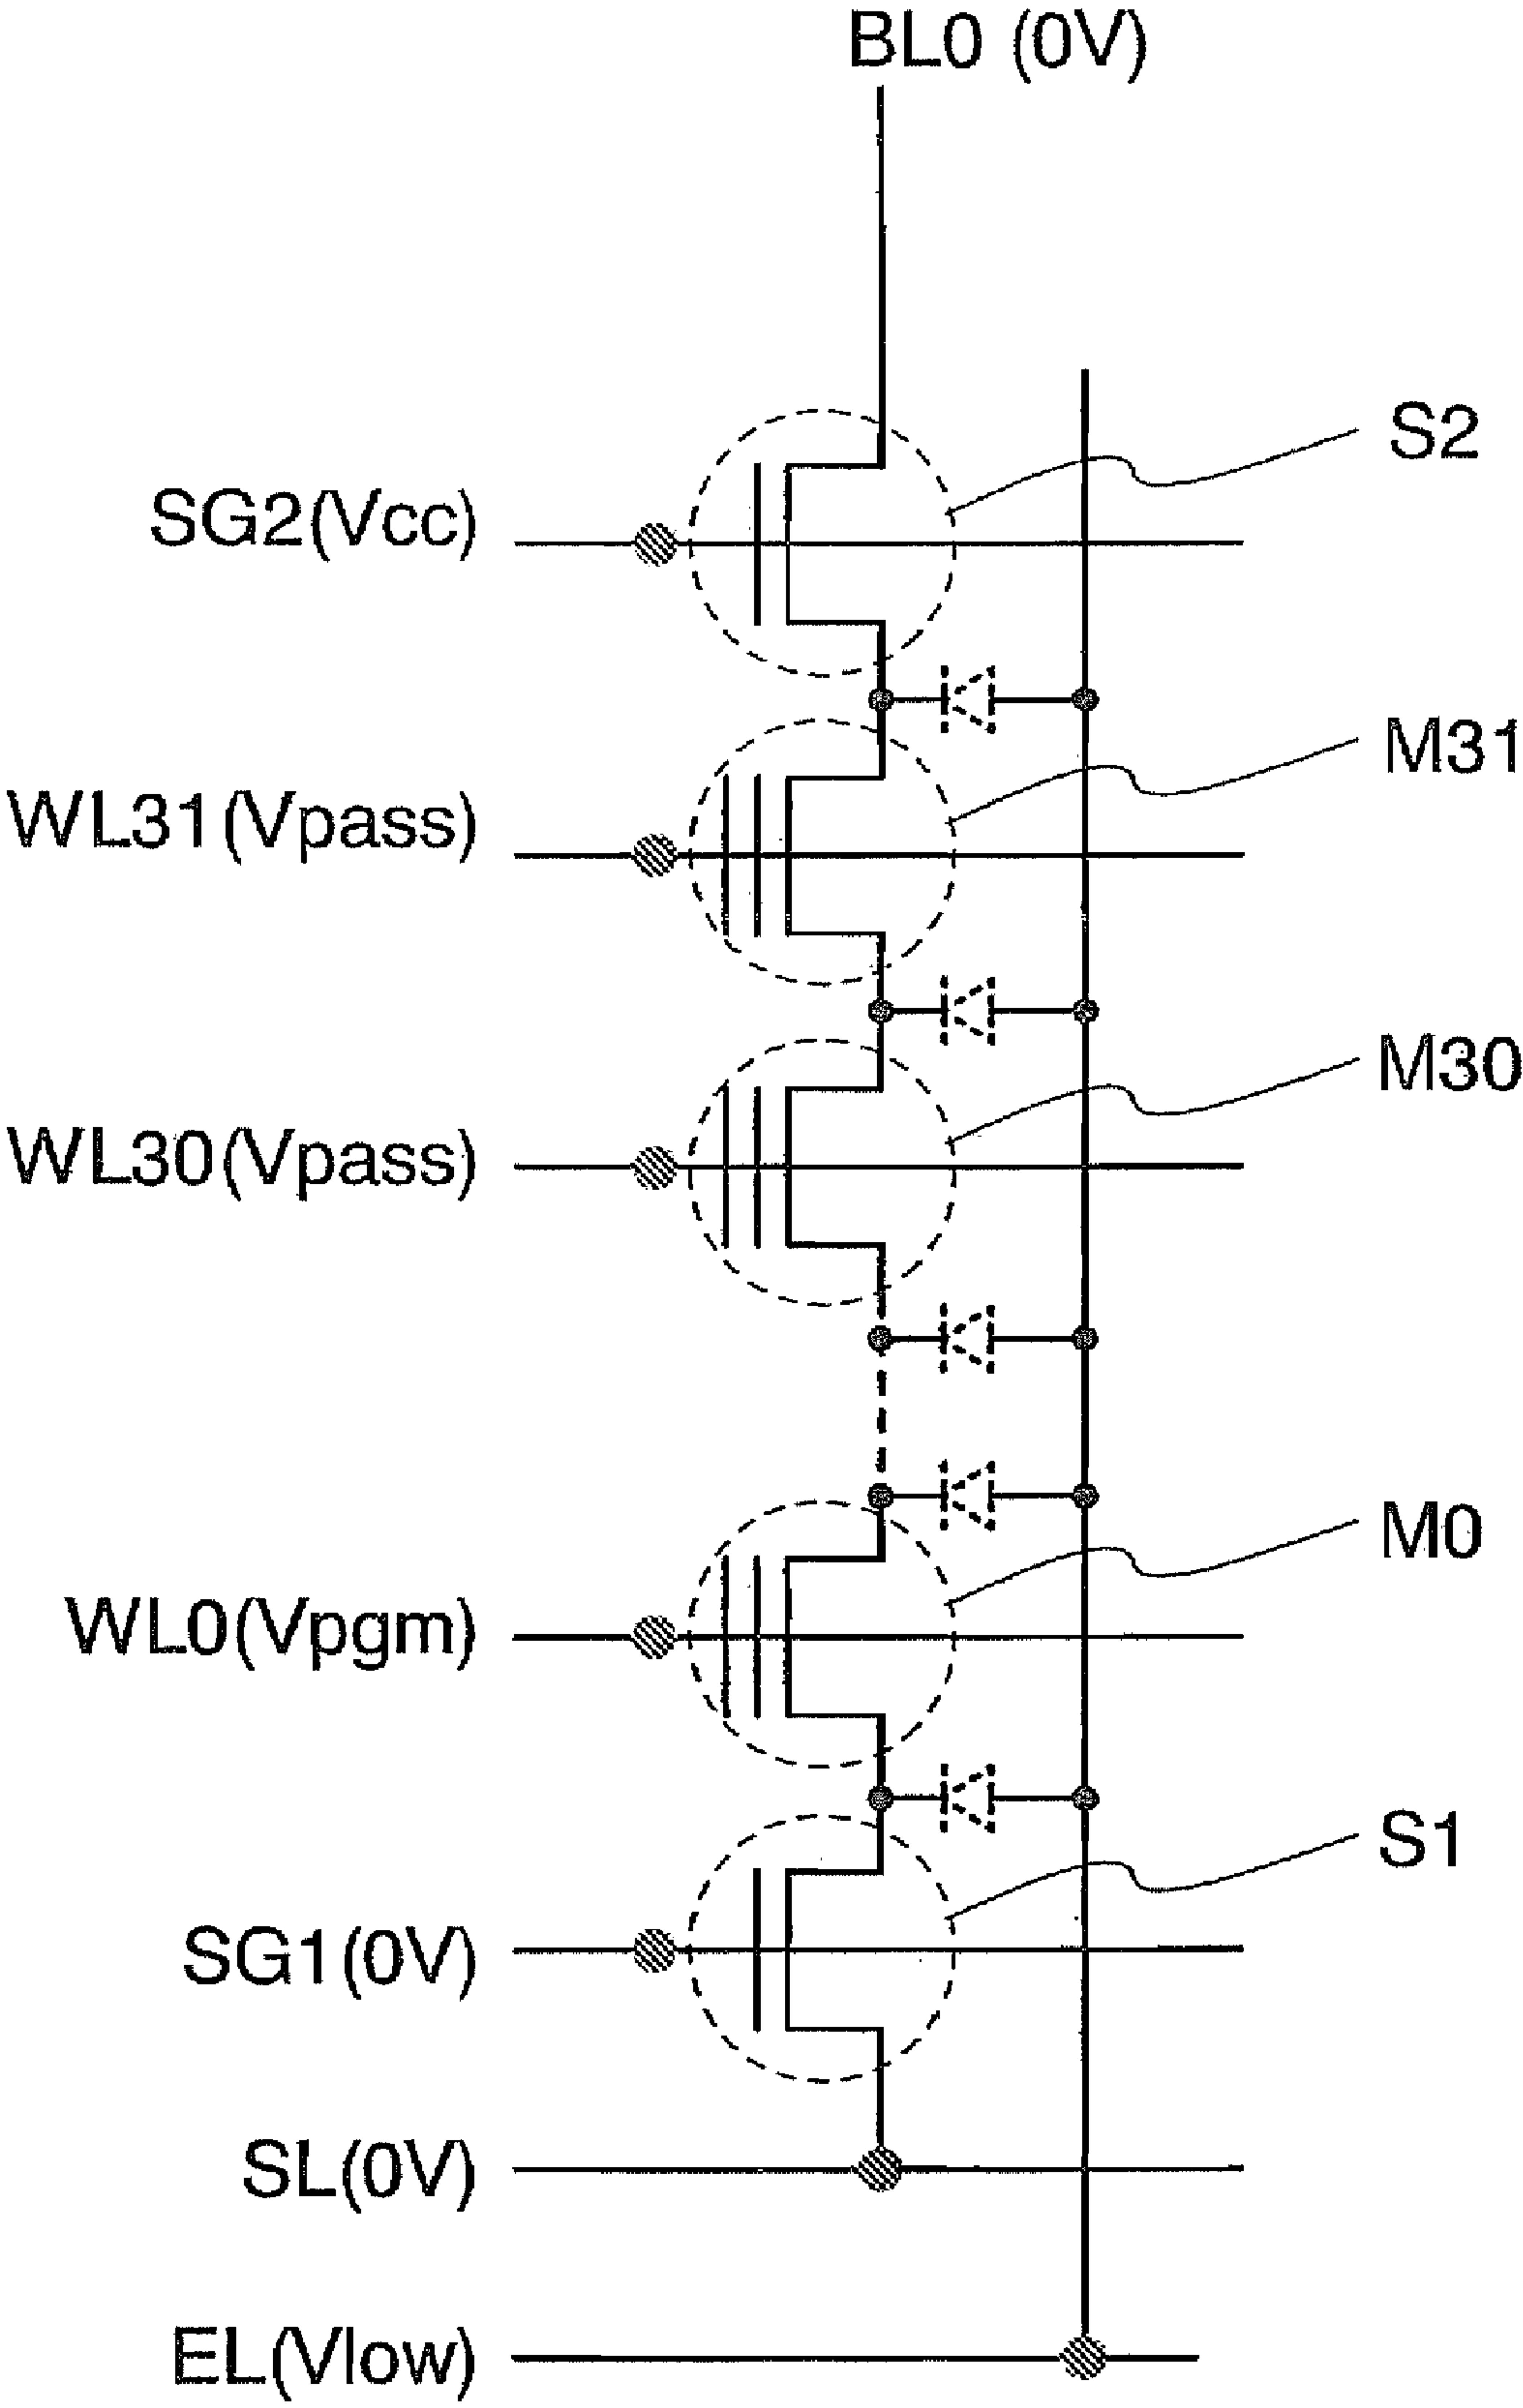 BL0 (0V)
S2
SG2(Vcc)
M31
WL31(Vpass)
M30
WL30(Vpass)
M0
WL0(Vpgm)
S1
SG1(0V)
SL(0V)
EL(Vlow)